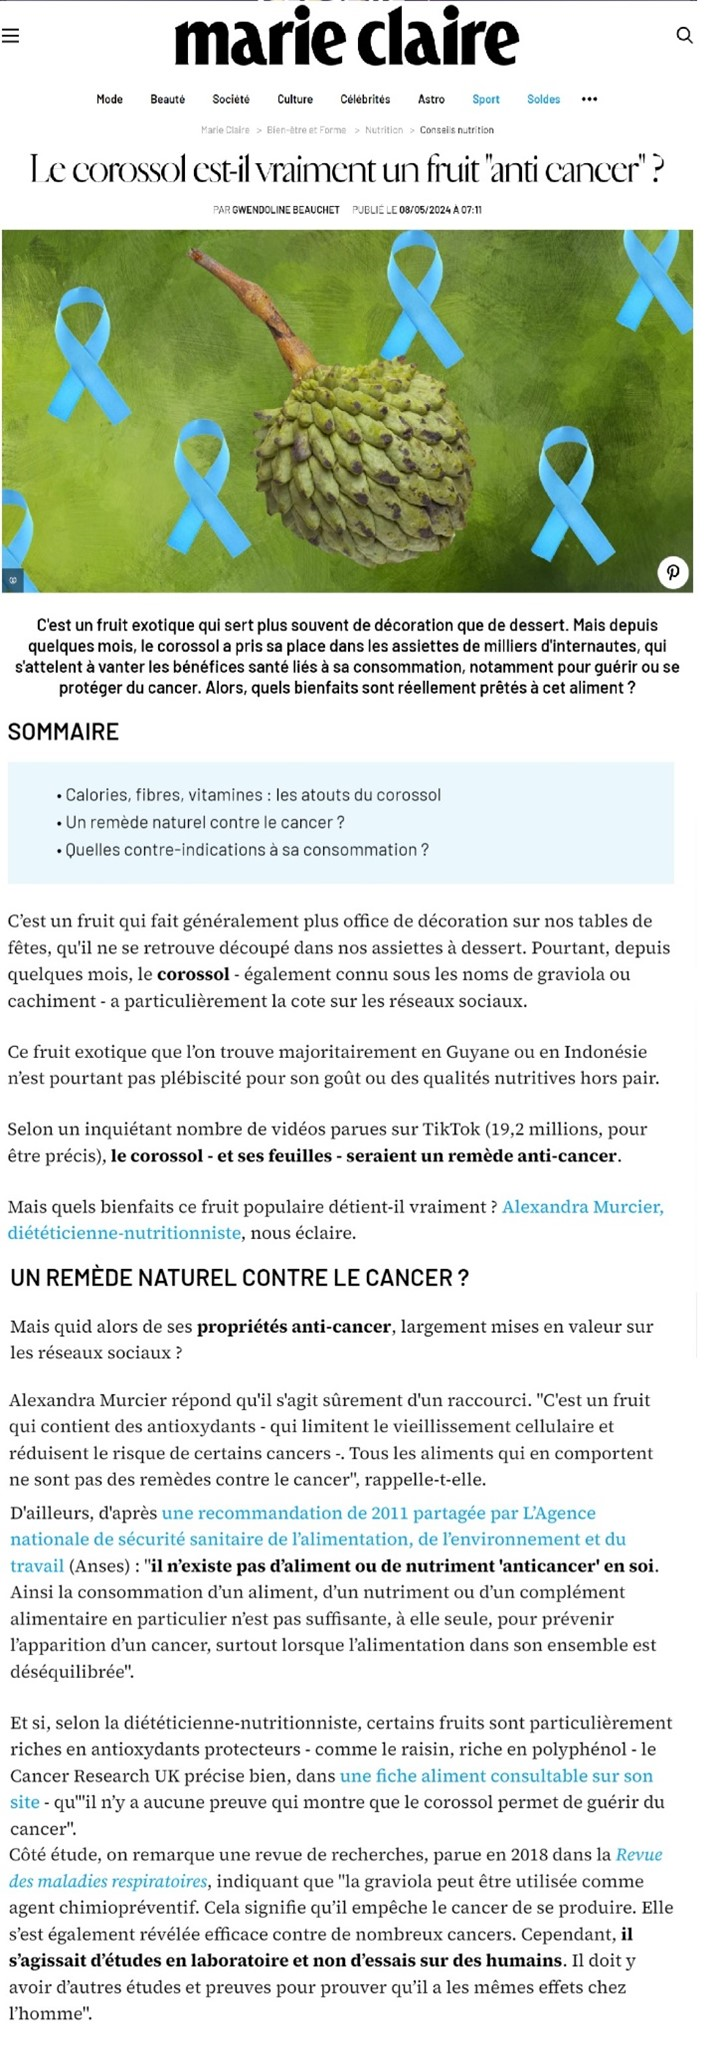 marie claire
Mode Beauté Société Culture Célébrités Astro Sport Soldes •••
Marie Claire > Bien-être et Forme > Nutrition > Conseils nutrition
Le corossol est-il vraiment un fruit "anti cancer" ?
PAR GWENDOLINE BEAUCHET PUBLIÉ LE 08/05/2024 À 07:11
C'est un fruit exotique qui sert plus souvent de décoration que de dessert. Mais depuis
quelques mois, le corossol a pris sa place dans les assiettes de milliers d'internautes, qui
s'attelent à vanter les bénéfices santé liés à sa consommation, notamment pour guérir ou se
protéger du cancer. Alors, quels bienfaits sont réellement prêtés à cet aliment ?
SOMMAIRE
• Calories, fibres, vitamines : les atouts du corossol
• Un remède naturel contre le cancer ?
• Quelles contre-indications à sa consommation ?
C’est un fruit qui fait généralement plus office de décoration sur nos tables de
fêtes, qu'il ne se retrouve découpé dans nos assiettes à dessert. Pourtant, depuis
quelques mois, le corossol - également connu sous les noms de graviola ou
cachiment - a particulièrement la cote sur les réseaux sociaux.
Ce fruit exotique que l’on trouve majoritairement en Guyane ou en Indonésie
n’est pourtant pas plébiscité pour son goût ou des qualités nutritives hors pair.
Selon un inquiétant nombre de vidéos parues sur TikTok (19,2 millions, pour
être précis), le corossol - et ses feuilles - seraient un remède anti-cancer.
Mais quels bienfaits ce fruit populaire détient-il vraiment ? Alexandra Murcier,
diététicienne-nutritionniste, nous éclaire.
UN REMÈDE NATUREL CONTRE LE CANCER ?
Mais quid alors de ses propriétés anti-cancer, largement mises en valeur sur
les réseaux sociaux ?
Alexandra Murcier répond qu'il s'agit sûrement d'un raccourci. "C'est un fruit
qui contient des antioxydants - qui limitent le vieillissement cellulaire et
réduisent le risque de certains cancers -. Tous les aliments qui en comportent
ne sont pas des remèdes contre le cancer", rappelle-t-elle.
D'ailleurs, d'après une recommandation de 2011 partagée par L’Agence
nationale de sécurité sanitaire de l’alimentation, de l’environnement et du
travail (Anses) : "il n’existe pas d’aliment ou de nutriment 'anticancer' en soi.
Ainsi la consommation d’un aliment, d’un nutriment ou d’un complément
alimentaire en particulier n’est pas suffisante, à elle seule, pour prévenir
l’apparition d’un cancer, surtout lorsque l’alimentation dans son ensemble est
déséquilibrée".
Et si, selon la diététicienne-nutritionniste, certains fruits sont particulièrement
riches en antioxydants protecteurs - comme le raisin, riche en polyphénol - le
Cancer Research UK précise bien, dans une fiche aliment consultable sur son
site - qu'"il n’y a aucune preuve qui montre que le corossol permet de guérir du
cancer".
Côté étude, on remarque une revue de recherches, parue en 2018 dans la Revue
des maladies respiratoires, indiquant que "la graviola peut être utilisée comme
agent chimiopréventif. Cela signifie qu’il empêche le cancer de se produire. Elle
s’est également révélée efficace contre de nombreux cancers. Cependant, il
s’agissait d’études en laboratoire et non d’essais sur des humains. Il doit y
avoir d’autres études et preuves pour prouver qu’il a les mêmes effets chez
l’homme".